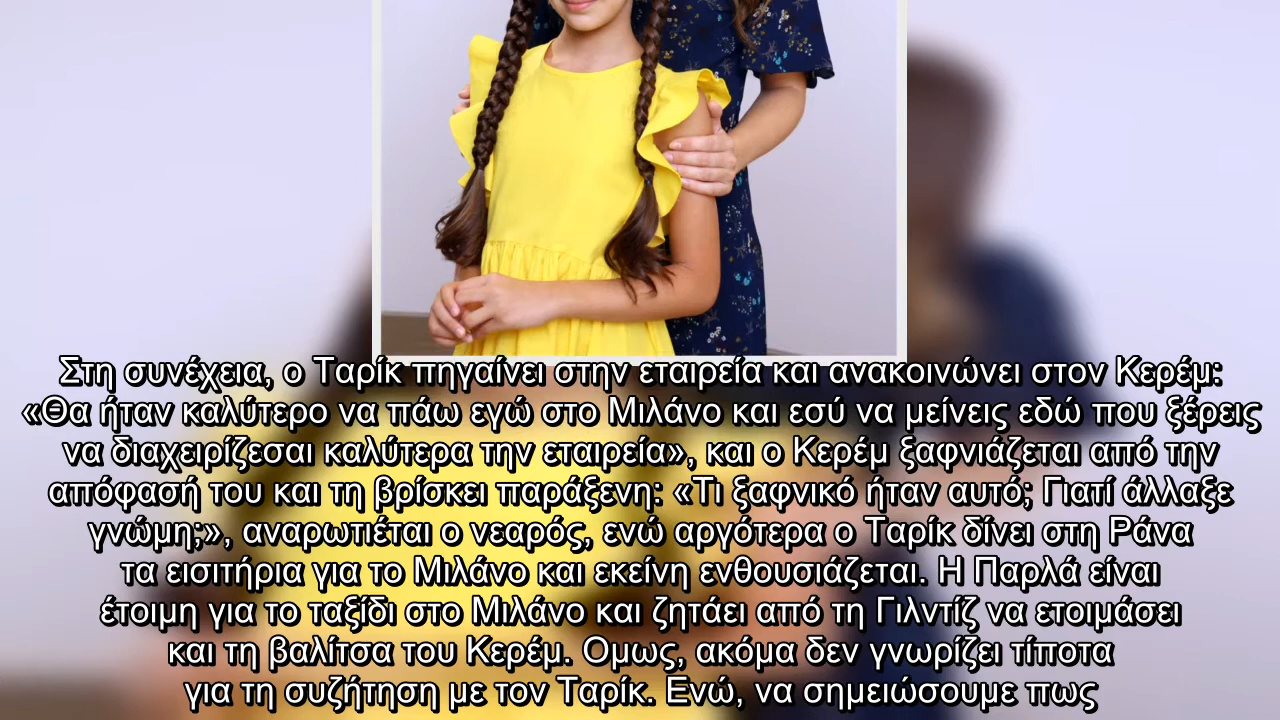 Στη συνέχεια, ο Ταρίκ πηγαίνει στην εταιρεία και ανακοινώνει στον Κερέμ:
«Θα ήταν καλύτερο να πάω εγώ στο Μιλάνο και εσύ να μείνεις εδώ που ξέρεις
να διαχειρίζεσαι καλύτερα την εταιρεία», και ο Κερέμ ξαφνιάζεται από την
απόφασή του και τη βρίσκει παράξενη: «Τι ξαφνικό ήταν αυτό; Γιατί άλλαξε
γνώμη;», αναρωτιέται ο νεαρός, ενώ αργότερα ο Ταρίκ δίνει στη Ράνα
τα εισιτήρια για το Μιλάνο και εκείνη ενθουσιάζεται. Η Παρλά είναι
έτοιμη για το ταξίδι στο Μιλάνο και ζητάει από τη Γιλντίζ να ετοιμάσει
και τη βαλίτσα του Κερέμ. Ομως, ακόμα δεν γνωρίζει τίποτα
για τη συζήτηση με τον Ταρίκ. Ενώ, να σημειώσουμε πως